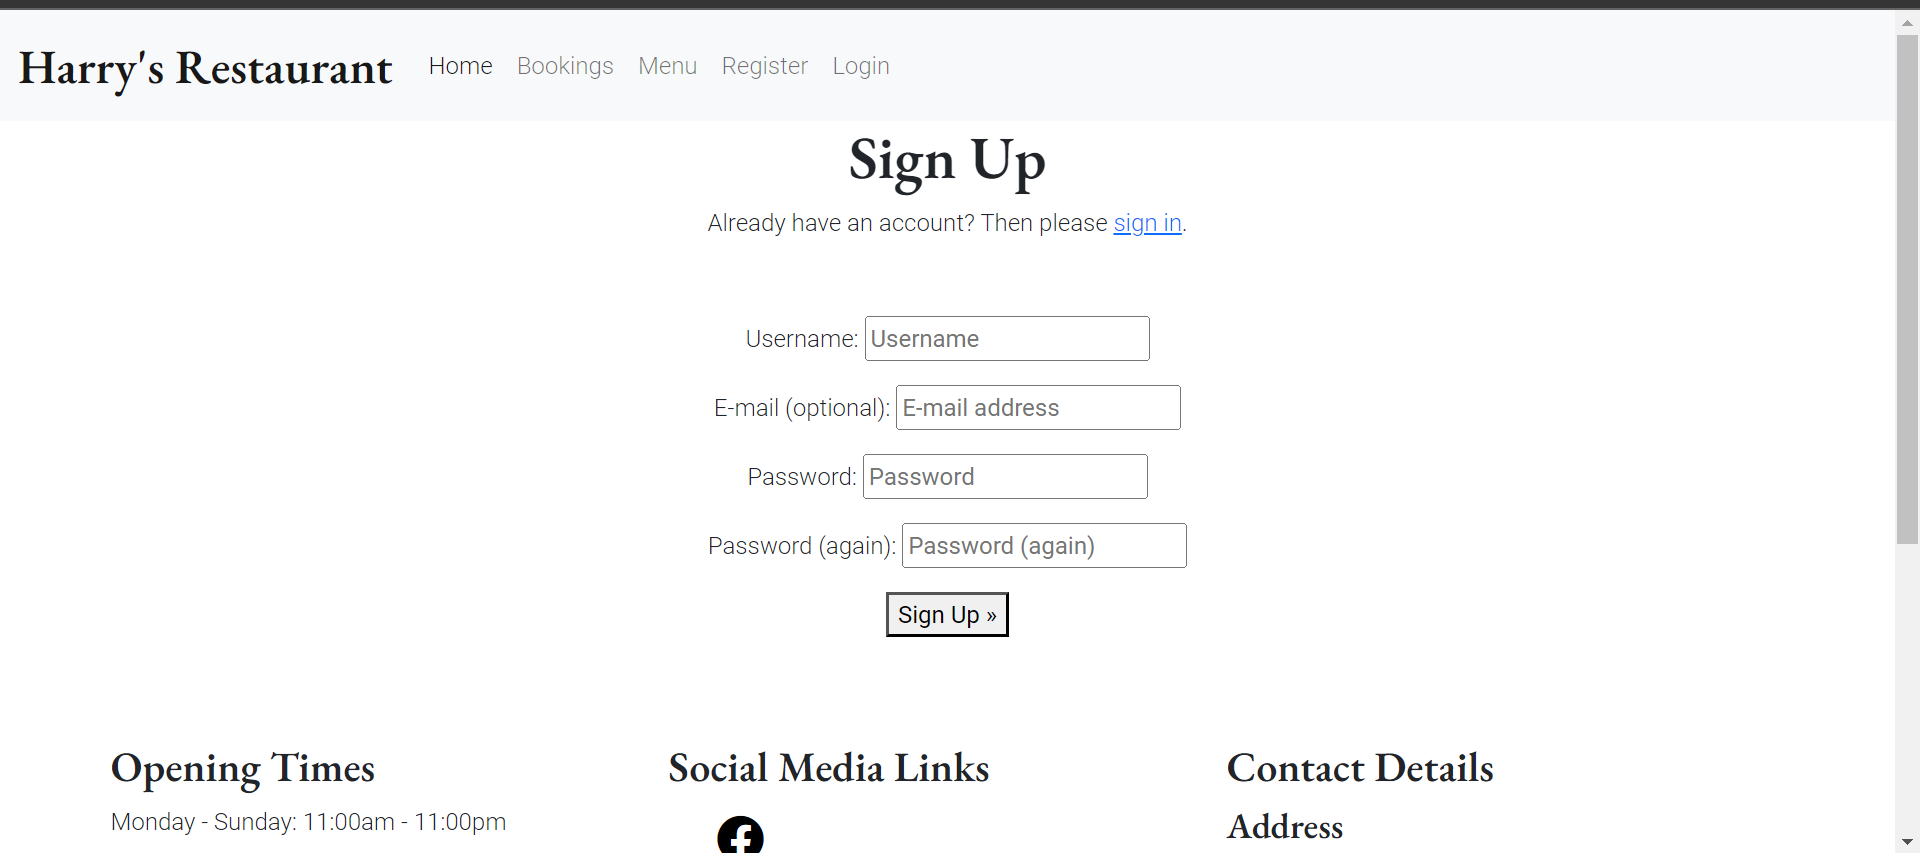 Harry's Restaurant Home Bookings Menu Register Login
Sign Up
Already have an account? Then please sign in.
Username: Username
E-mail (optional): E-mail address
Password: Password
Password (again): Password (again)
Sign Up »
Opening Times
Monday - Sunday: 11:00am - 11:00pm
Social Media Links
Contact Details
Address